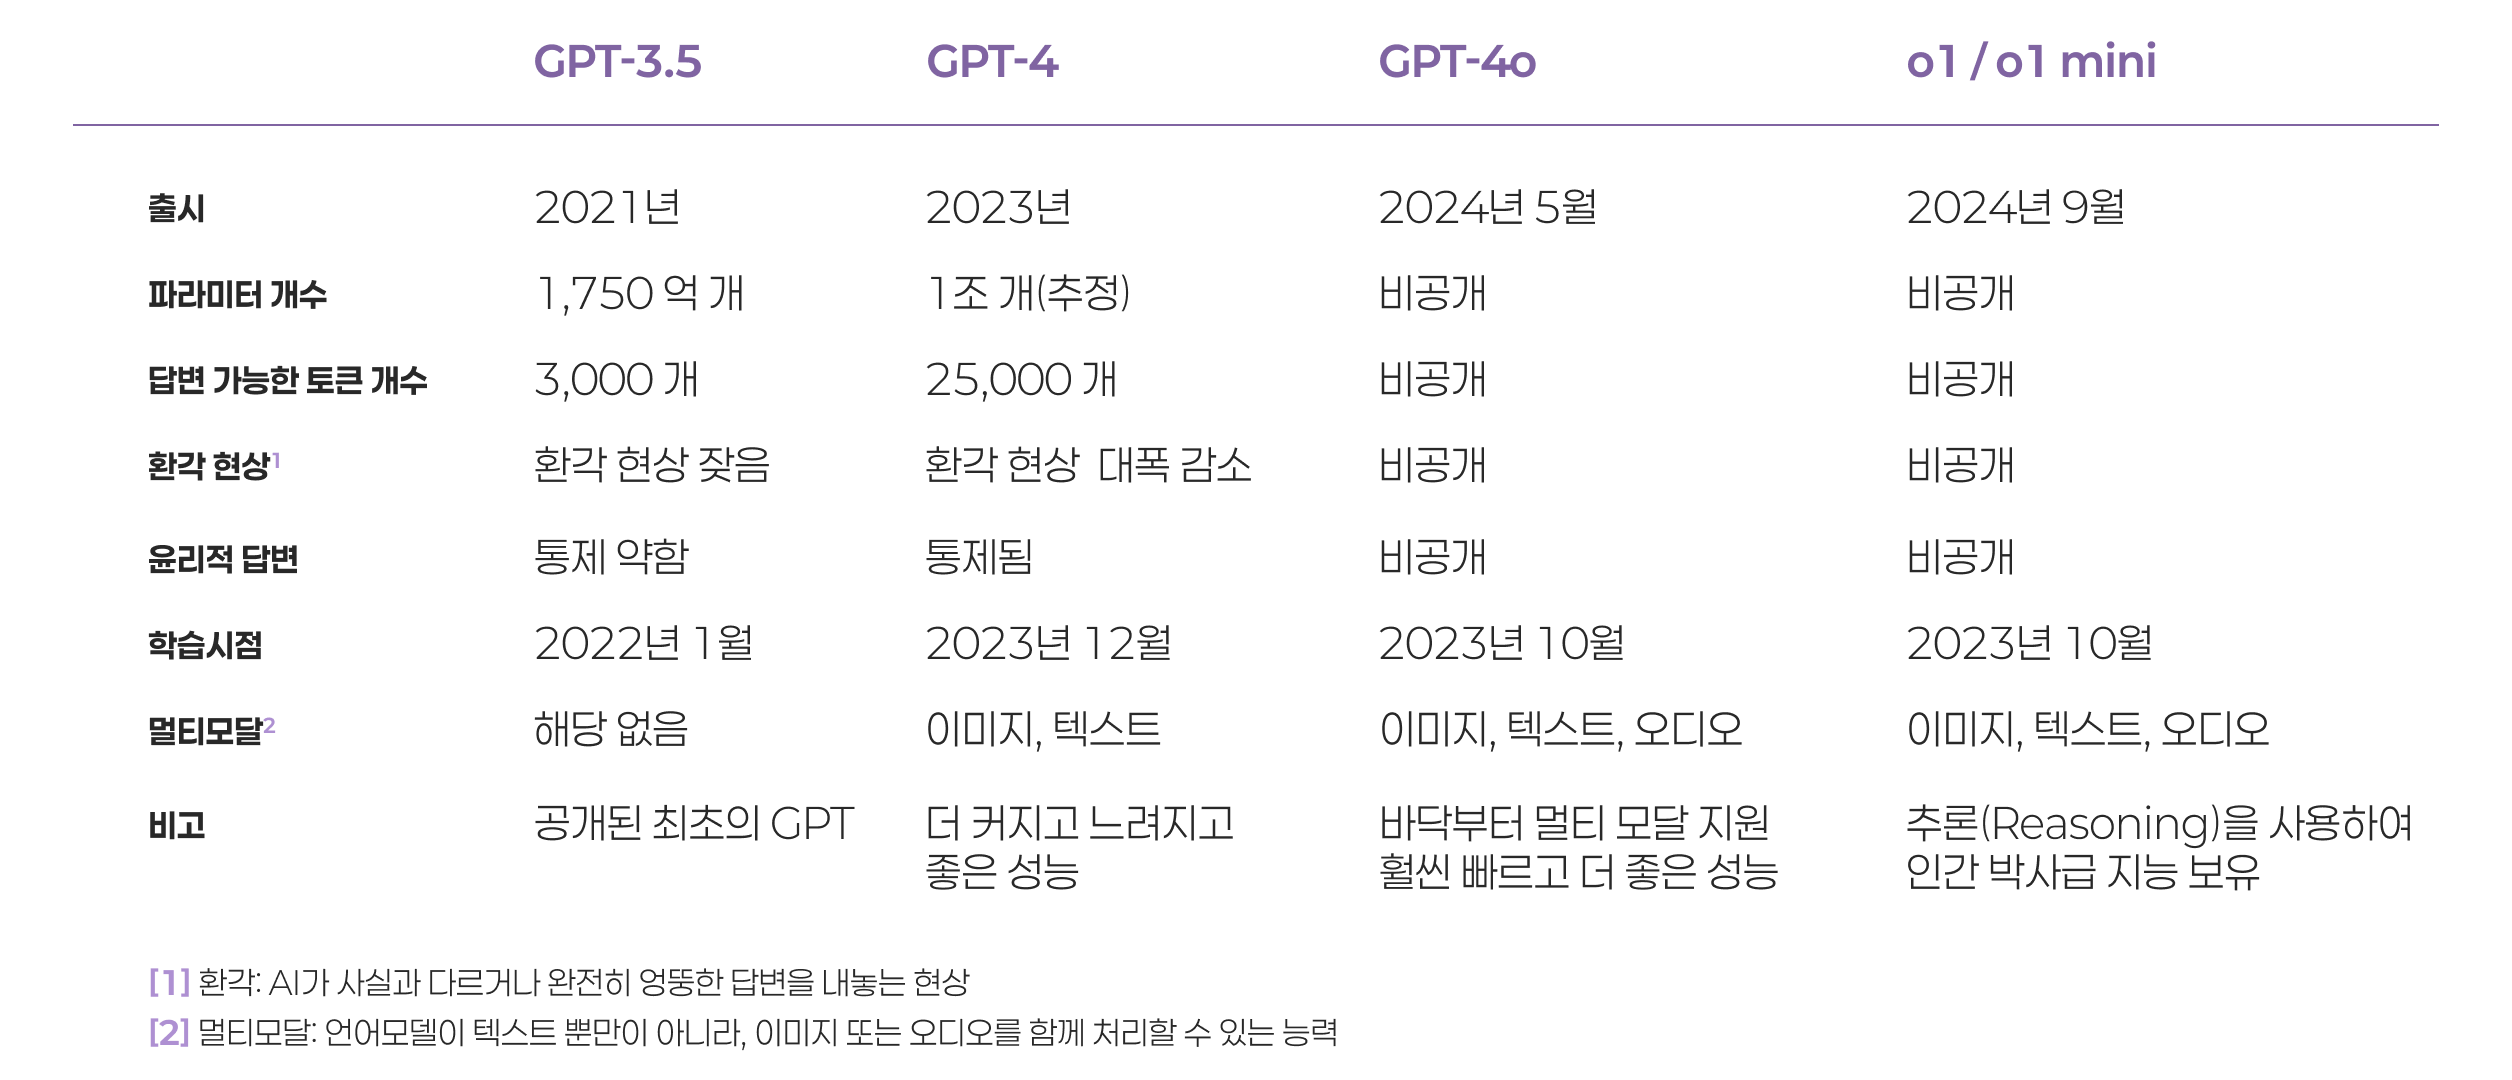 GPT-3.5 GPT-4 GPT-4o o1 / o1 mini
출시 2021년 2023년 2024년 5월 2024년 9월
파라미터 개수 1,750 억 개 1 조 개(추정) 비공개 비공개
답변 가능한 토큰 개수 3,000 개 25,000 개 비공개 비공개
환각 현상1 환각 현상 잦음 환각 현상 대폭 감소 비공개 비공개
윤리적 답변 통제 약함 통제됨 비공개 비공개
학습시점 2022년 1월 2023년 12월 2023년 10월 2023년 10월
멀티모달2 해당 없음 이미지, 텍스트 이미지, 텍스트, 오디오 이미지, 텍스트, 오디오
비고 공개된 최초의 GPT 더 커지고 느려지고 바닥부터 멀티 모달 지원 추론(Reasoning)을 사용하여
좋은 성능 훨씬 빠르고 더 좋은 성능 인간 박사급 지능 보유
[1] 환각: AI가 사실과 다르거나 완전히 엉뚱한 답변을 내놓는 현상
[2] 멀티모달: 언어모델이 텍스트 뿐만이 아니라, 이미지 또는 오디오를 함께 처리할 수 있는 능력